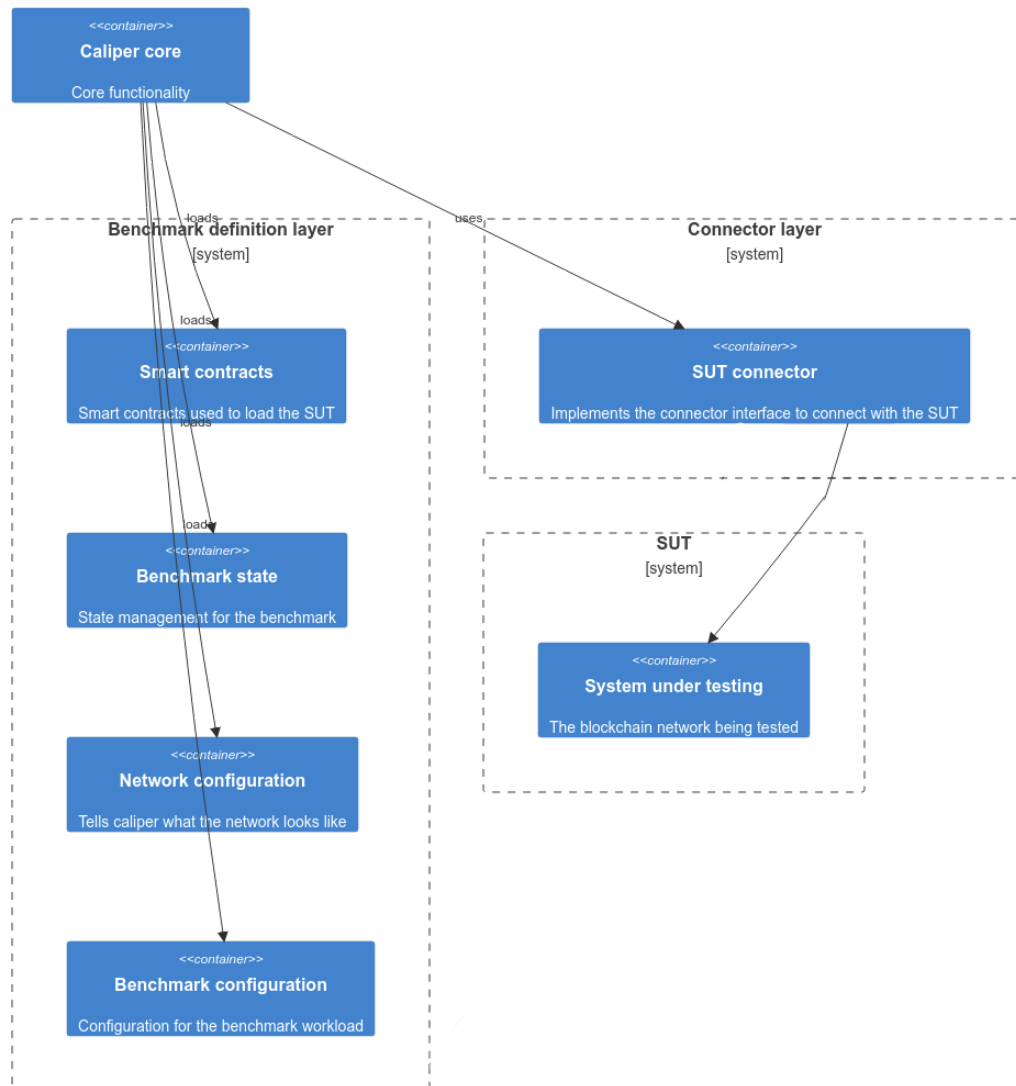 <<container>>
Caliper core
Core functionality
loads
Benchmark definition layer
[system]
uses
Connector layer
[system]
loads
<<container>>
Smart contracts
Smart contracts used to load the SUT
<<container>>
SUT connector
Implements the connector interface to connect with the SUT
loads
loads
<<container>>
Benchmark state
State management for the benchmark
SUT
[system]
<<container>>
System under testing
The blockchain network being tested
<<container>>
Network configuration
Tells caliper what the network looks like
<<container>>
Benchmark configuration
Configuration for the benchmark workload